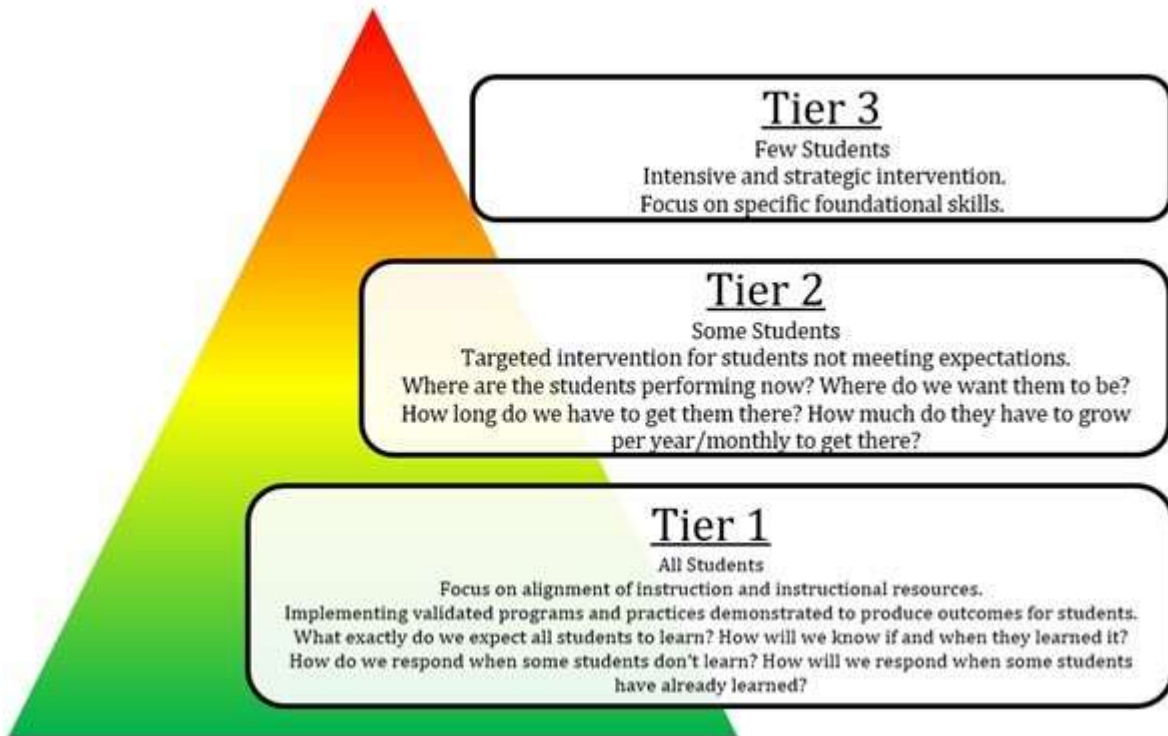 Tier 3
Few Students
Intensive and strategic intervention.
Focus on specific foundational skills.
Tier 2
Some Students
Targeted intervention for students not meeting expectations.
Where are the students performing now? Where do we want them to be?
How long do we have to get them there? How much do they have to grow
per year/monthly to get there?
Tier 1
All Students
Focus on alignment of instruction and instructional resources.
Implementing validated programs and practices demonstrated to produce outcomes for students.
What exactly do we expect all students to learn? How will we know if and when they learned it?
How do we respond when some students don't learn? How will we respond when some students
have already learned?